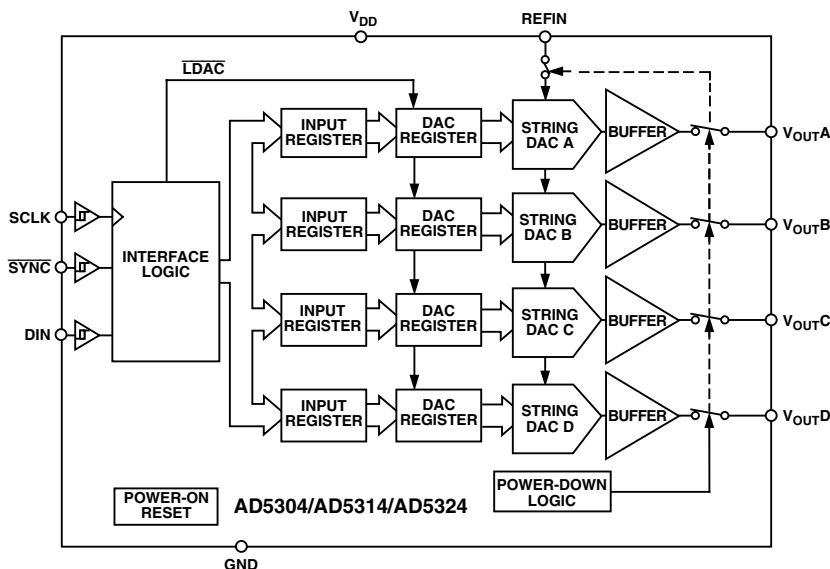 VDD
REFIN
LDAC
INPUT
REGISTER
DAC
REGISTER
STRING
DAC A
BUFFER
VOUTA
SCLK
INPUT
REGISTER
DAC
REGISTER
STRING
DAC B
BUFFER
VOUTB
SYNC
INTERFACE
LOGIC
INPUT
REGISTER
DAC
REGISTER
STRING
DAC C
BUFFER
VOUTC
DIN
INPUT
REGISTER
DAC
REGISTER
STRING
DAC D
BUFFER
VOUTD
POWER-ON
RESET
AD5304/AD5314/AD5324
POWER-DOWN
LOGIC
GND